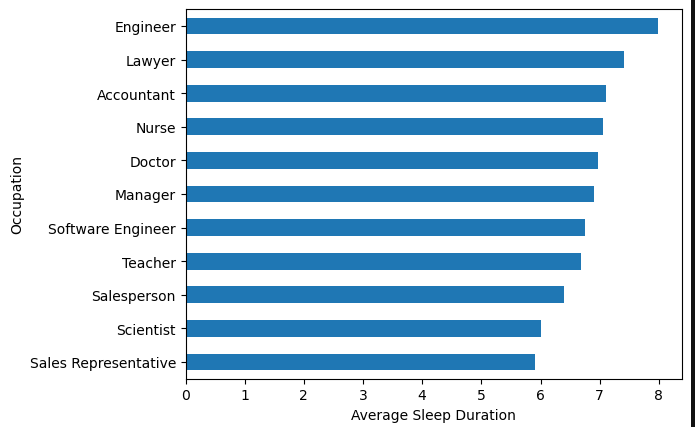 Engineer
Lawyer
Accountant
Nurse
Doctor
Manager
Software Engineer
Teacher
Salesperson
Scientist
Sales Representative
Occupation
0 1 2 3 4 5 6 7 8
Average Sleep Duration